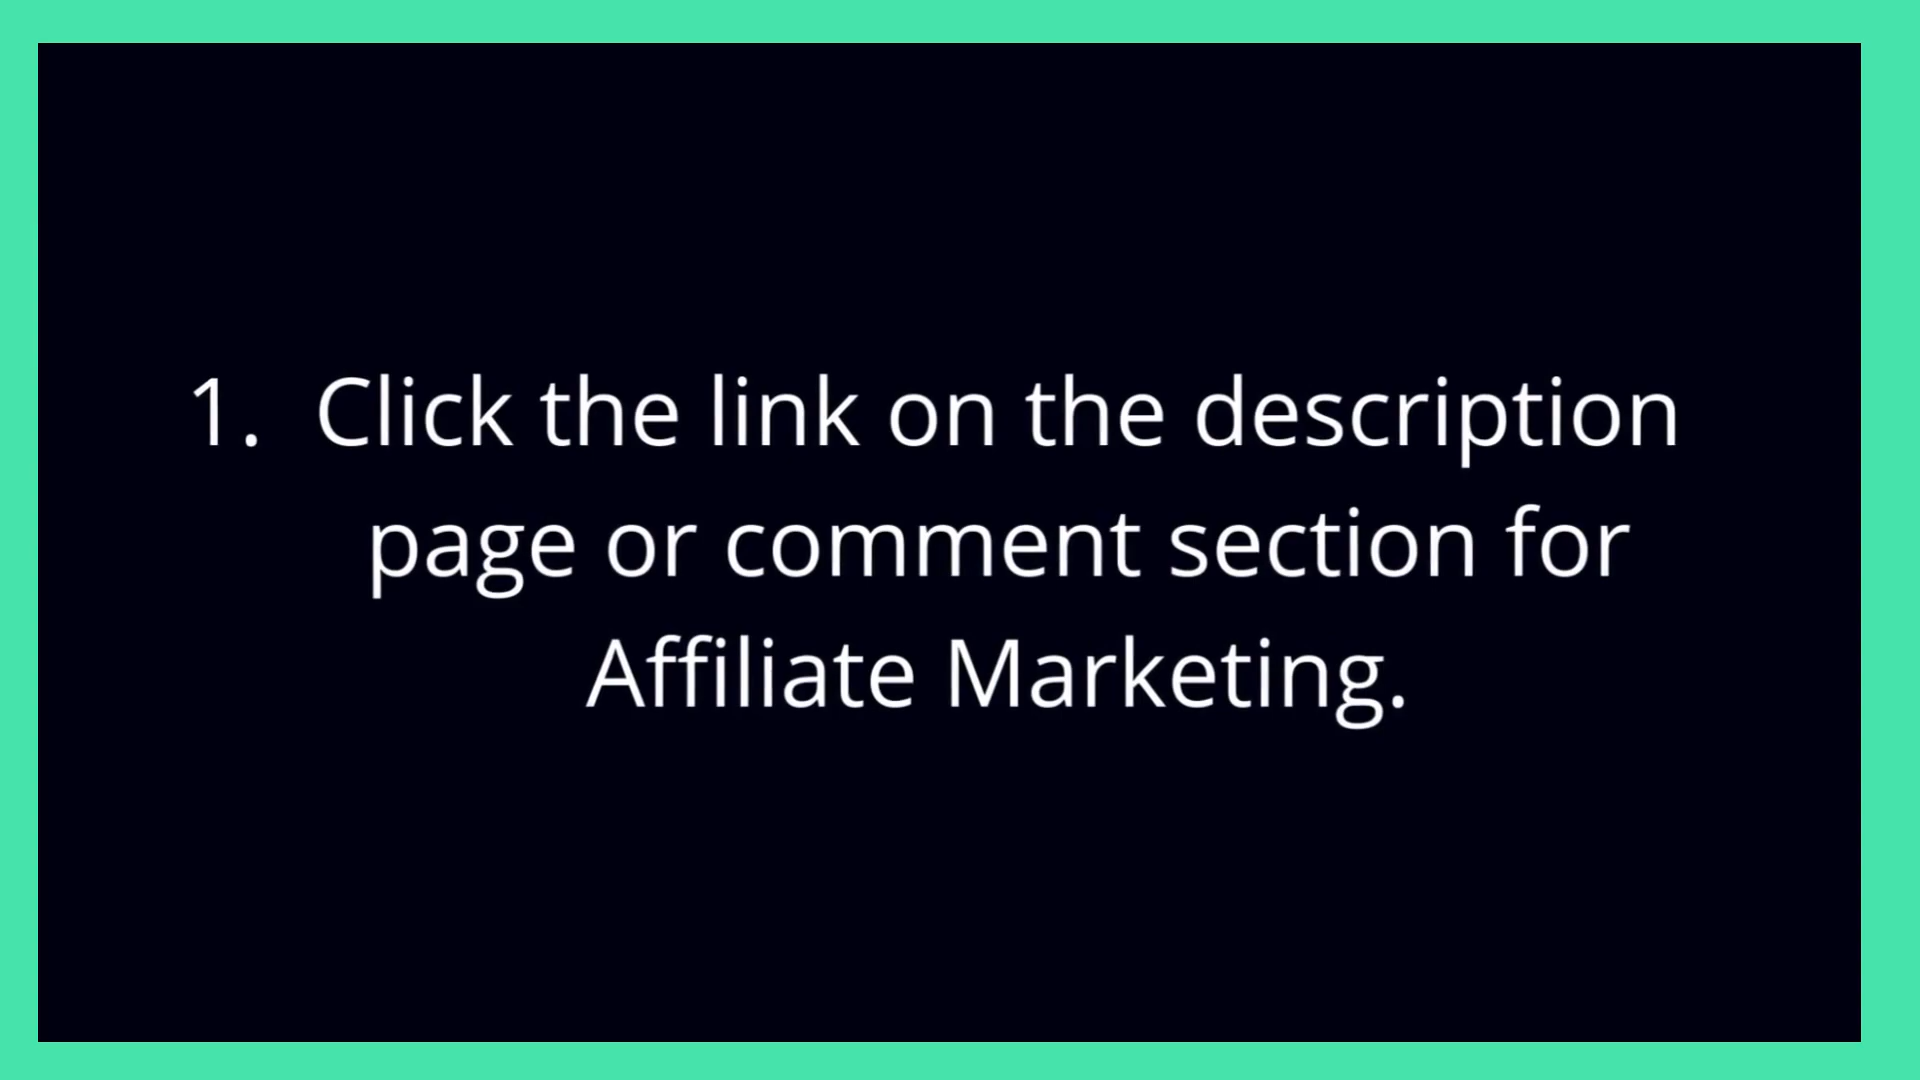 1. Click the link on the description
page or comment section for
Affiliate Marketing.